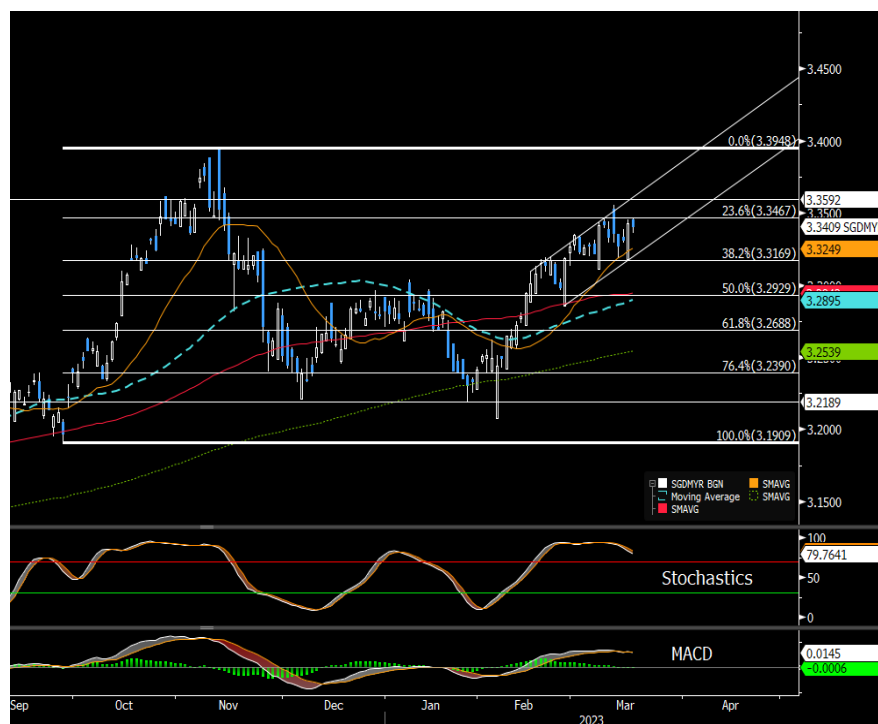 3.4500
3.4000
0.0%(3.3948)
3.3592
3.3500
23.6%(3.3467)
3.3409 SGDMY
3.3249
38.2%(3.3169)
50.0%(3.2929)
3.2895
61.8%(3.2688)
3.2539
76.4%(3.2390)
3.2189
3.2000
100.0%(3.1909)
SGDMYR BGN
SMAVG
Moving Average
SMAVG
SMAVG
3.1500
100
79.7641
Stochastics
50
0
MACD
0.0145
-0.0006
Sep
Oct
Nov
Dec
Jan
Feb
Mar
Apr
2023